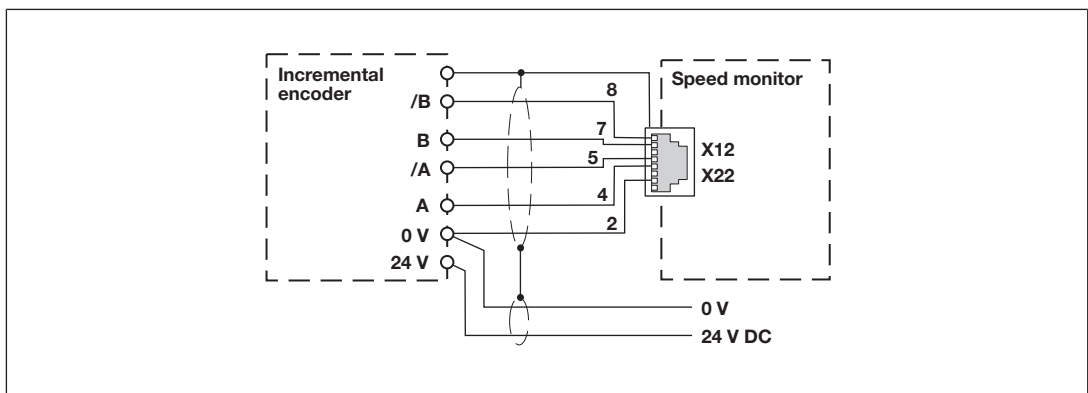 Incremental
encoder
Speed monitor
/B
8
B
7
X12
/A
5
X22
A
4
0 V
2
24 V
0 V
24 V DC